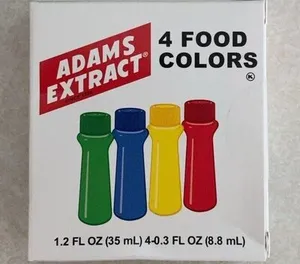 ADAMS
EXTRACT®
4 FOOD
COLORS
K
1.2 FL OZ (35 mL) 4-0.3 FL OZ (8.8 mL)